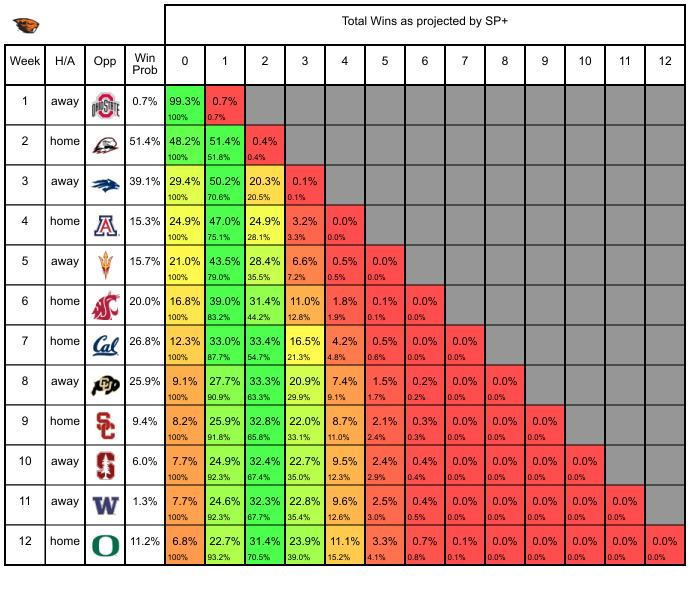 Total Wins as projected by SP+
Week H/A Opp Win Prob 0 1 2 3 4 5 6 7 8 9 10 11 12
1 away OHIO STATE 0.7% 99.3% 0.7%
100% 0.7%
2 home 51.4% 48.2% 51.4% 0.4%
100% 51.8% 0.4%
3 away 39.1% 29.4% 50.2% 20.3% 0.1%
100% 70.6% 20.5% 0.1%
4 home A 15.3% 24.9% 47.0% 24.9% 3.2% 0.0%
100% 75.1% 28.1% 3.3% 0.0%
5 away 15.7% 21.0% 43.5% 28.4% 6.6% 0.5% 0.0%
100% 79.0% 35.5% 7.2% 0.5% 0.0%
6 home 20.0% 16.8% 39.0% 31.4% 11.0% 1.8% 0.1% 0.0%
100% 83.2% 44.2% 12.8% 1.9% 0.1% 0.0%
7 home Cal 26.8% 12.3% 33.0% 33.4% 16.5% 4.2% 0.5% 0.0% 0.0%
100% 87.7% 54.7% 21.3% 4.8% 0.6% 0.0% 0.0%
8 away CU 25.9% 9.1% 27.7% 33.3% 20.9% 7.4% 1.5% 0.2% 0.0% 0.0%
100% 90.9% 63.3% 29.9% 9.1% 1.7% 0.2% 0.0% 0.0%
9 home SC 9.4% 8.2% 25.9% 32.8% 22.0% 8.7% 2.1% 0.3% 0.0% 0.0% 0.0%
100% 91.8% 65.8% 33.1% 11.0% 2.4% 0.3% 0.0% 0.0% 0.0%
10 away S 6.0% 7.7% 24.9% 32.4% 22.7% 9.5% 2.4% 0.4% 0.0% 0.0% 0.0% 0.0%
100% 92.3% 67.4% 35.0% 12.3% 2.9% 0.4% 0.0% 0.0% 0.0% 0.0%
11 away W 1.3% 7.7% 24.6% 32.3% 22.8% 9.6% 2.5% 0.4% 0.0% 0.0% 0.0% 0.0% 0.0%
100% 92.3% 67.7% 35.4% 12.6% 3.0% 0.5% 0.0% 0.0% 0.0% 0.0% 0.0%
12 home O 11.2% 6.8% 22.7% 31.4% 23.9% 11.1% 3.3% 0.7% 0.1% 0.0% 0.0% 0.0% 0.0% 0.0%
100% 93.2% 70.5% 39.0% 15.2% 4.1% 0.8% 0.1% 0.0% 0.0% 0.0% 0.0% 0.0%